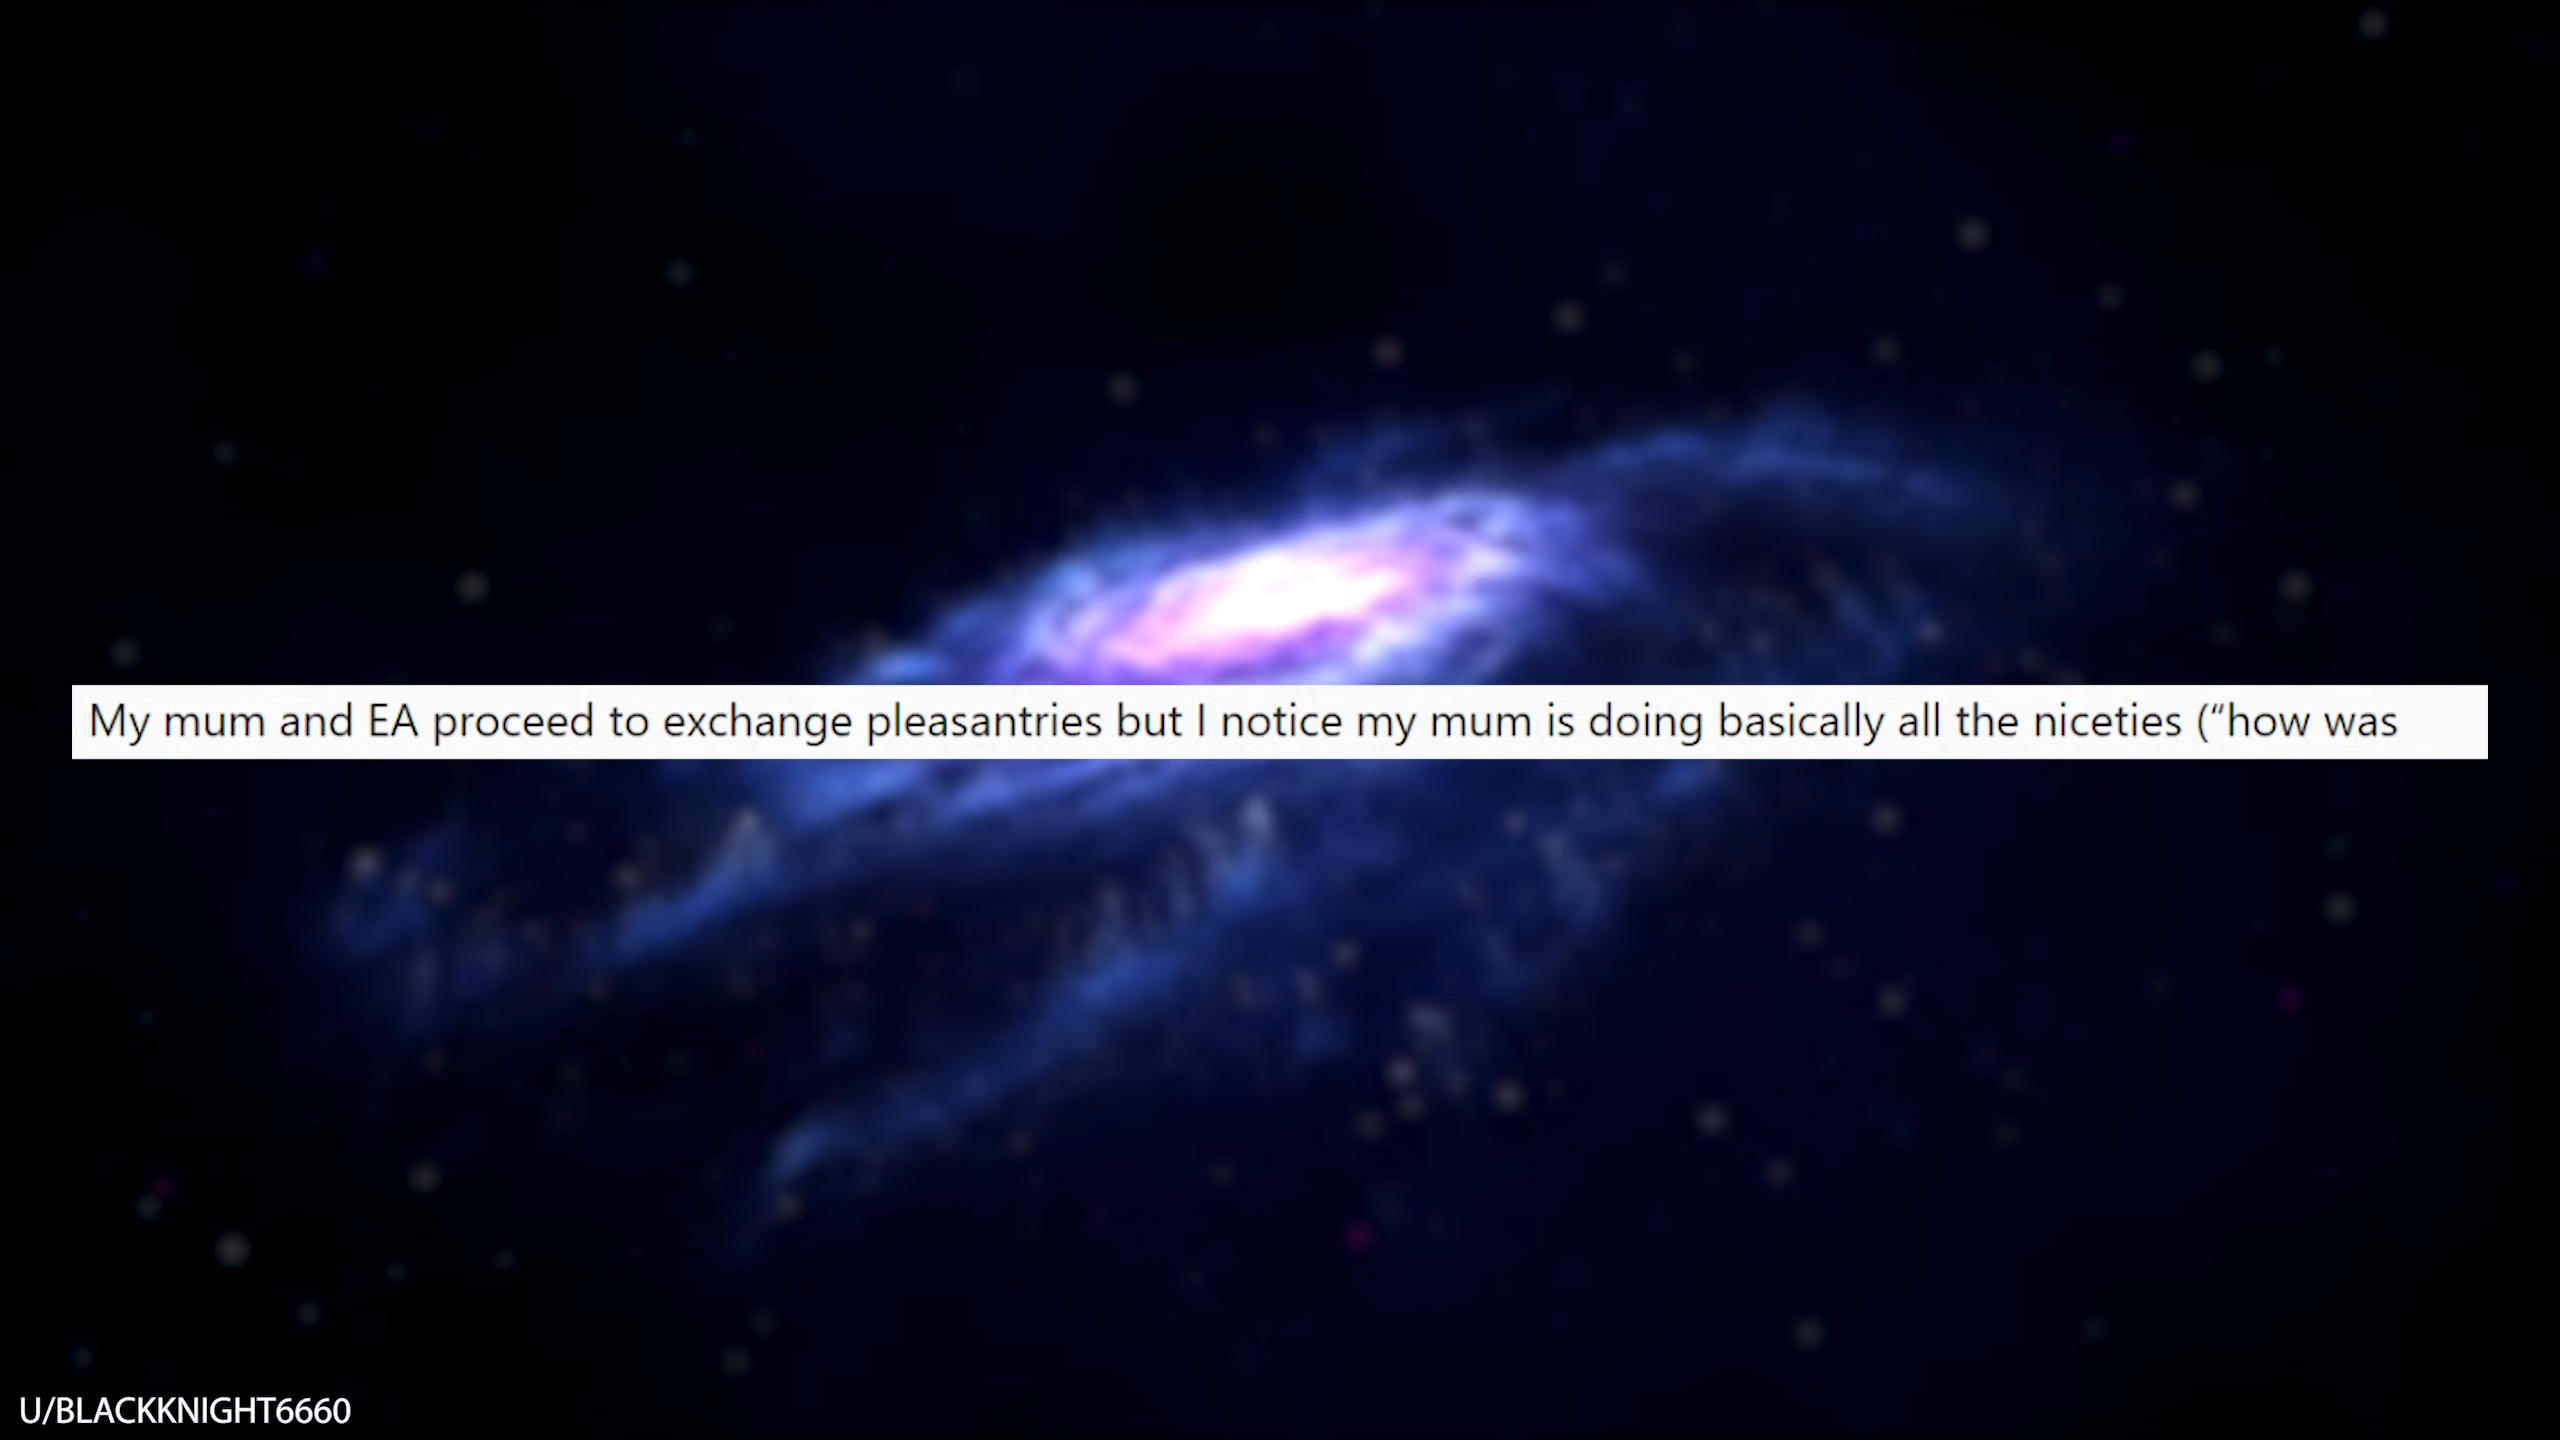 My mum and EA proceed to exchange pleasantries but I notice my mum is doing basically all the niceties (“how was
U/BLACKKNIGHT6660